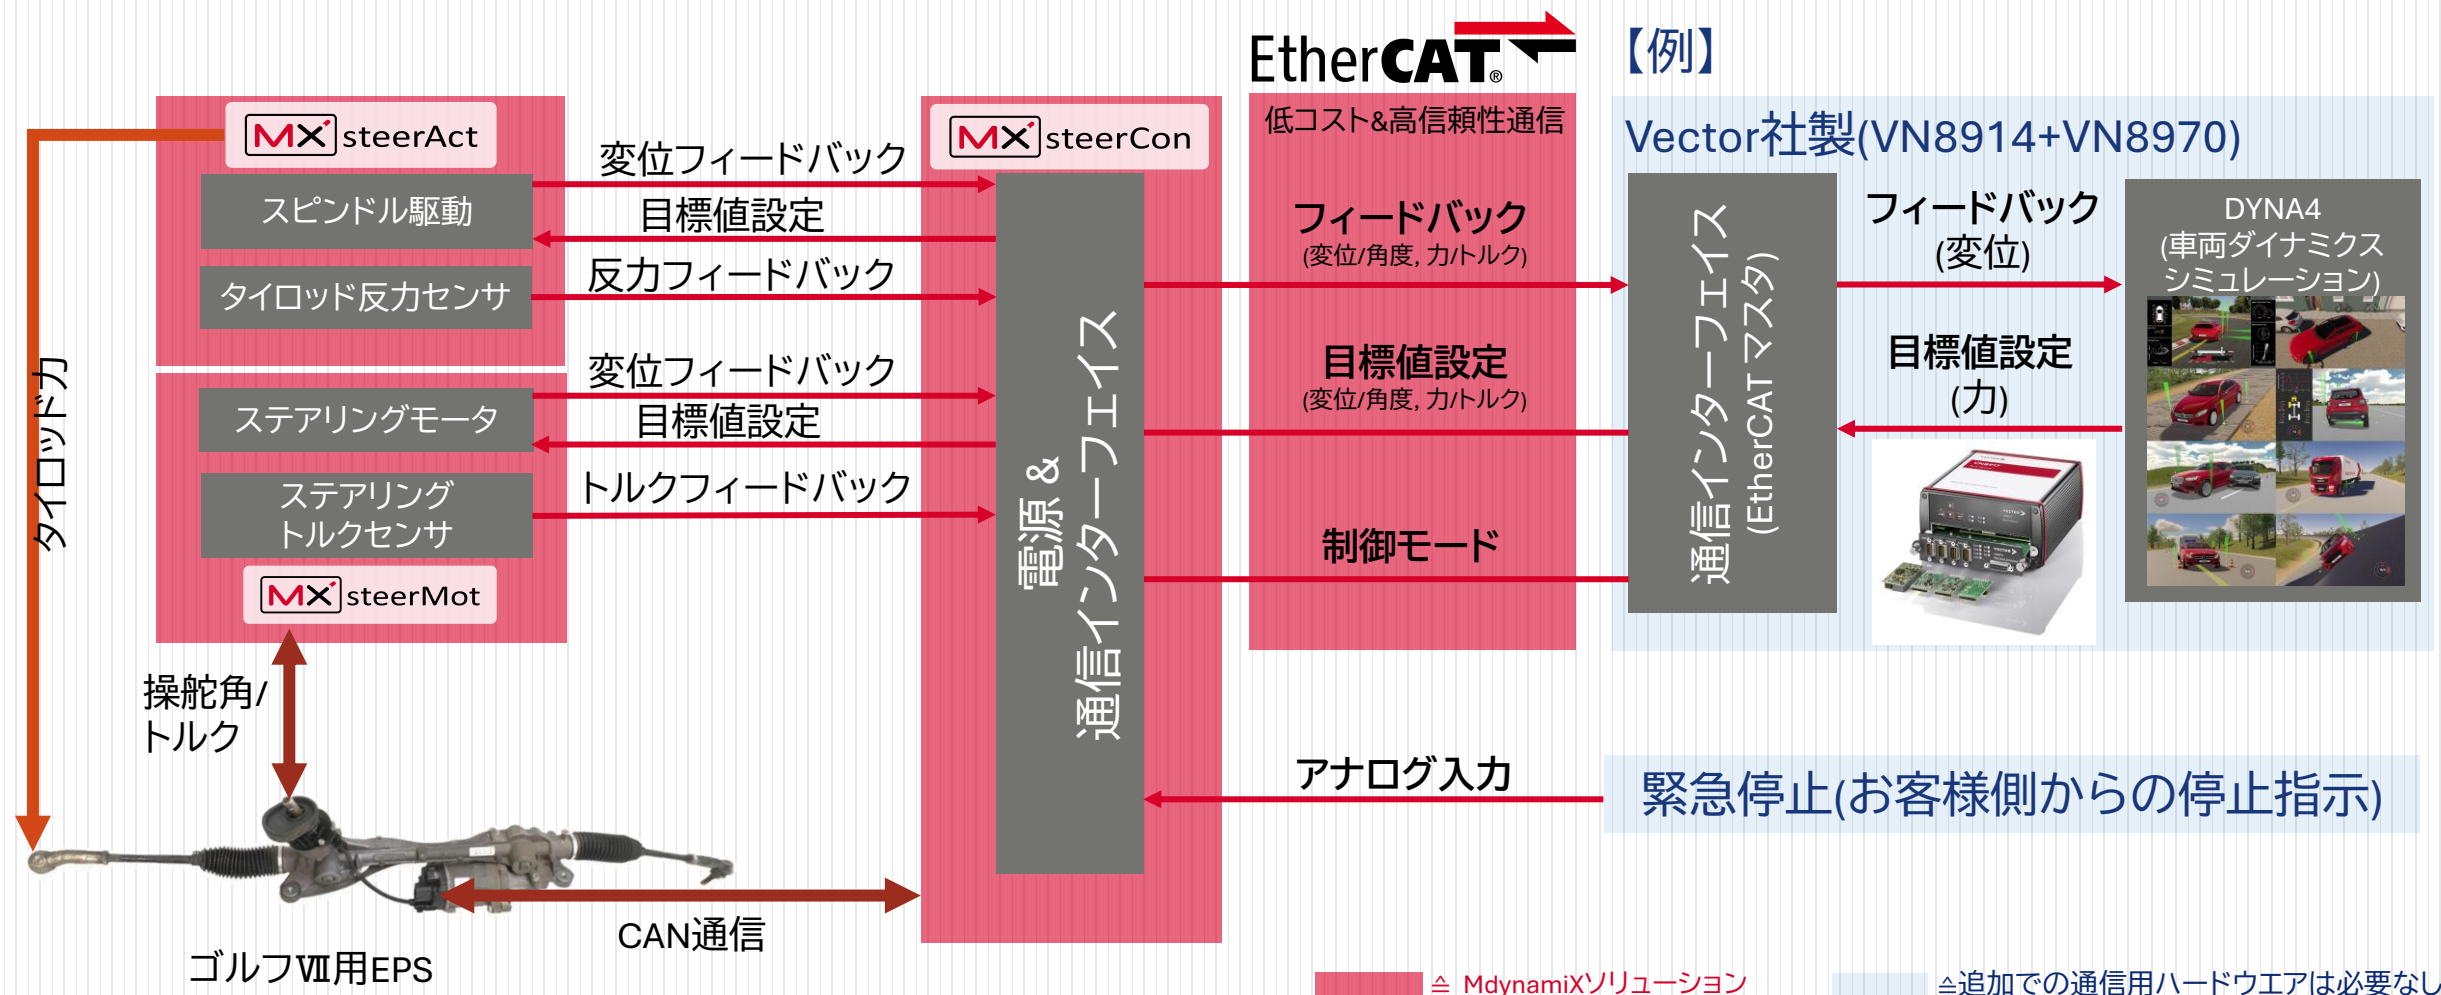 EtherCAT®
【例】
低コスト&高信頼性通信
MX steerAct
スピンドル駆動
タイロッド反力センサ
タイロッド力
ステアリングモータ
ステアリング
トルクセンサ
MX steerMot
変位フィードバック
目標値設定
反力フィードバック
変位フィードバック
目標値設定
トルクフィードバック
MX steerCon
電源 &
通信インターフェイス
フィードバック
(変位/角度, 力/トルク)
目標値設定
(変位/角度, 力/トルク)
制御モード
Vector社製(VN8914+VN8970)
通信インターフェイス
(EtherCAT マスタ)
フィードバック
(変位)
目標値設定
(力)
DYNA4
(車両ダイナミクス
シミュレーション)
操舵角/
トルク
アナログ入力
緊急停止(お客様側からの停止指示)
CAN通信
ゴルフⅦ用EPS
≙ MdynamiXソリューション
≙追加での通信用ハードウエアは必要なし